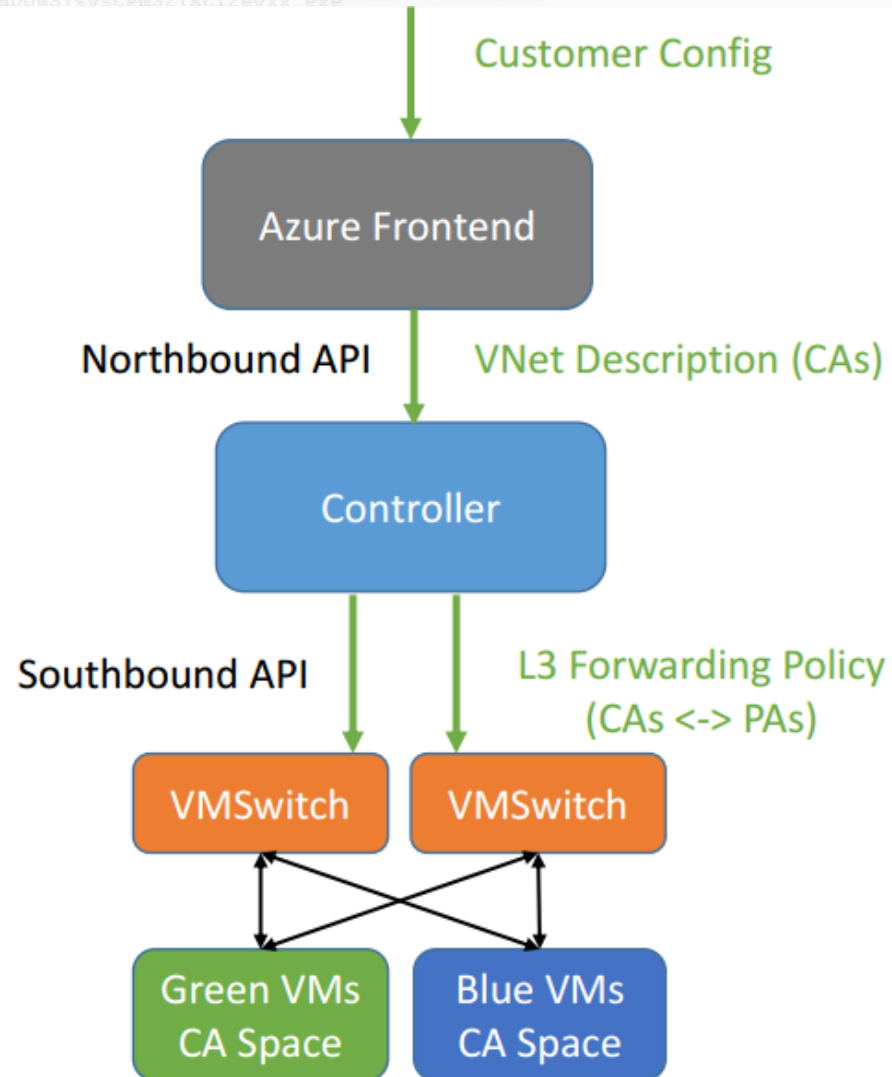 Customer Config
Azure Frontend
Northbound API
VNet Description (CAs)
Controller
Southbound API
L3 Forwarding Policy
(CAs <-> PAs)
VMSwitch
VMSwitch
Green VMs
CA Space
Blue VMs
CA Space